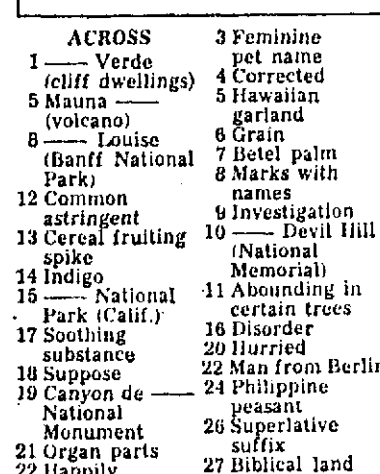 ACROSS
1 —— Verde
(cliff dwellings)
5 Mauna ——
(volcano)
8 —— Louise
(Banff National
Park)
12 Common
astringent
13 Cereal fruiting
spike
14 Indigo
15 —— National
Park (Calif.)
17 Soothing
substance
18 Suppose
19 Canyon de ——
National
Monument
21 Organ parts
22 Happily
3 Feminine
pet name
4 Corrected
5 Hawaiian
garland
6 Grain
7 Betel palm
8 Marks with
names
9 Investigation
10 —— Devil Hill
(National
Memorial)
11 Abounding in
certain trees
16 Disorder
20 Hurried
22 Man from Berlin
24 Philippine
peasant
26 Superlative
suffix
27 Biblical land